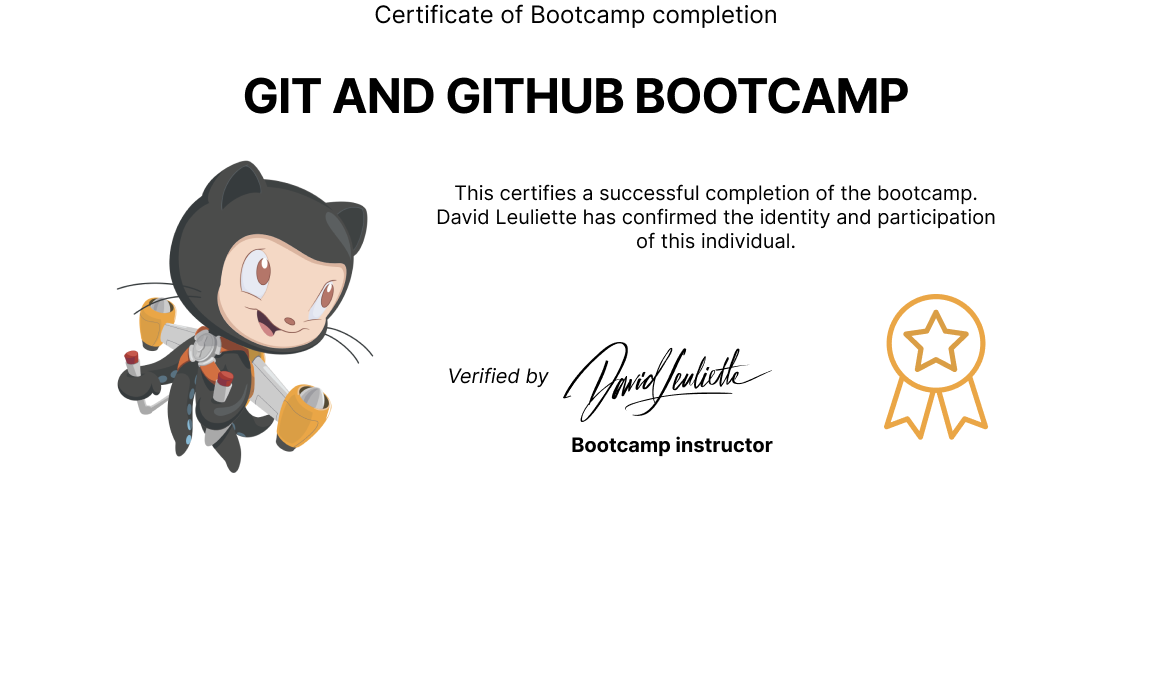 Certificate of Bootcamp completion
GIT AND GITHUB BOOTCAMP
This certifies a successful completion of the bootcamp.
David Leuliette has confirmed the identity and participation
of this individual.
Verified by David Leuliette
Bootcamp instructor